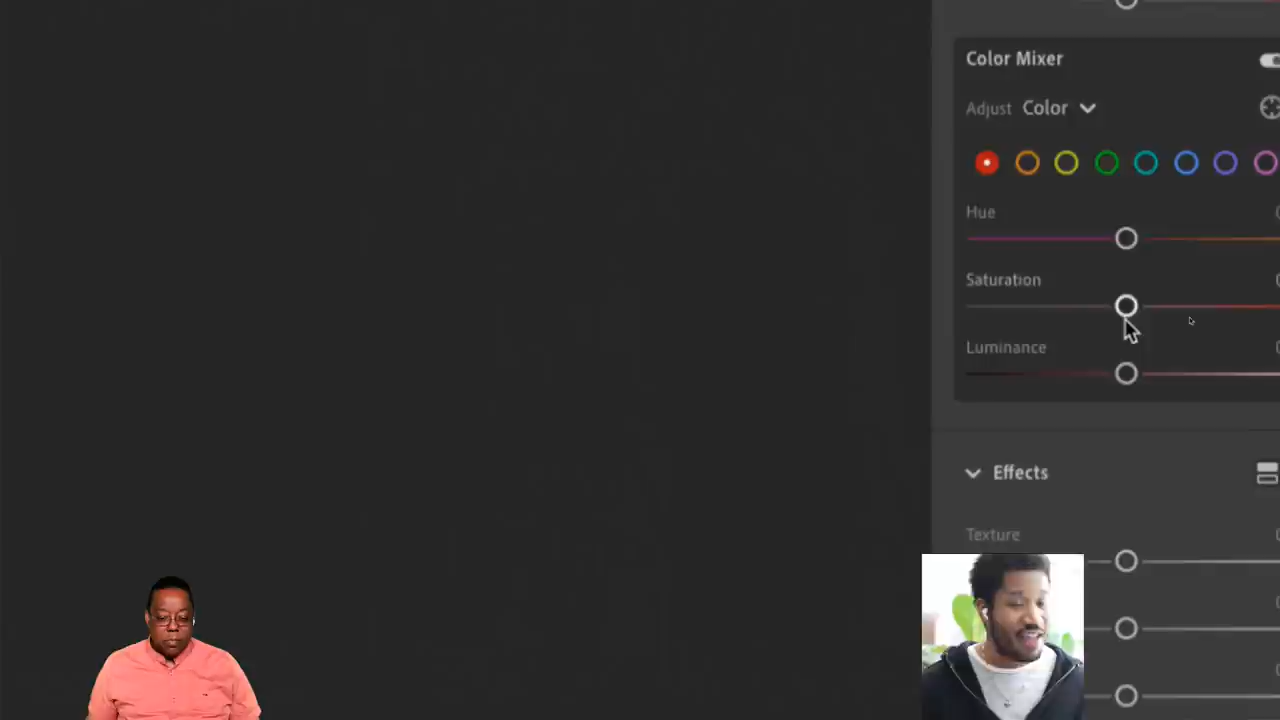 Color Mixer
Adjust Color
Hue
Saturation
Luminance
Effects
Texture